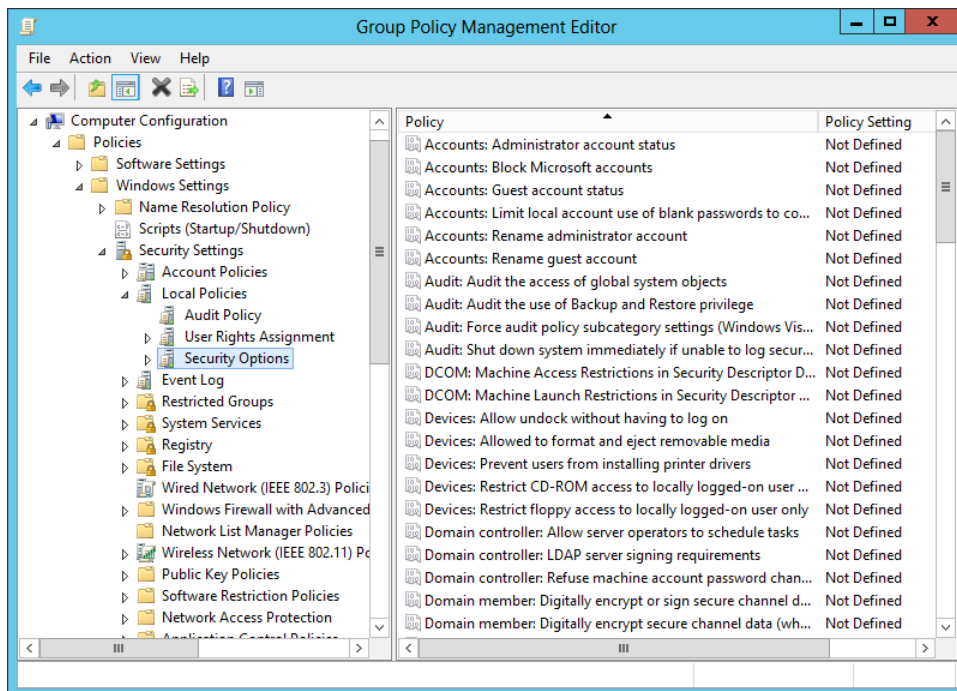 Group Policy Management Editor
File Action View Help
Computer Configuration
Policies
Software Settings
Windows Settings
Name Resolution Policy
Scripts (Startup/Shutdown)
Security Settings
Account Policies
Local Policies
Audit Policy
User Rights Assignment
Security Options
Event Log
Restricted Groups
System Services
Registry
File System
Wired Network (IEEE 802.3) Polici
Windows Firewall with Advanced
Network List Manager Policies
Wireless Network (IEEE 802.11) Pc
Public Key Policies
Software Restriction Policies
Network Access Protection
Application Control Policies
Policy Policy Setting
Accounts: Administrator account status Not Defined
Accounts: Block Microsoft accounts Not Defined
Accounts: Guest account status Not Defined
Accounts: Limit local account use of blank passwords to co... Not Defined
Accounts: Rename administrator account Not Defined
Accounts: Rename guest account Not Defined
Audit: Audit the access of global system objects Not Defined
Audit: Audit the use of Backup and Restore privilege Not Defined
Audit: Force audit policy subcategory settings (Windows Vis... Not Defined
Audit: Shut down system immediately if unable to log secur... Not Defined
DCOM: Machine Access Restrictions in Security Descriptor D... Not Defined
DCOM: Machine Launch Restrictions in Security Descriptor ... Not Defined
Devices: Allow undock without having to log on Not Defined
Devices: Allowed to format and eject removable media Not Defined
Devices: Prevent users from installing printer drivers Not Defined
Devices: Restrict CD-ROM access to locally logged-on user ... Not Defined
Devices: Restrict floppy access to locally logged-on user only Not Defined
Domain controller: Allow server operators to schedule tasks Not Defined
Domain controller: LDAP server signing requirements Not Defined
Domain controller: Refuse machine account password chan... Not Defined
Domain member: Digitally encrypt or sign secure channel d... Not Defined
Domain member: Digitally encrypt secure channel data (wh... Not Defined